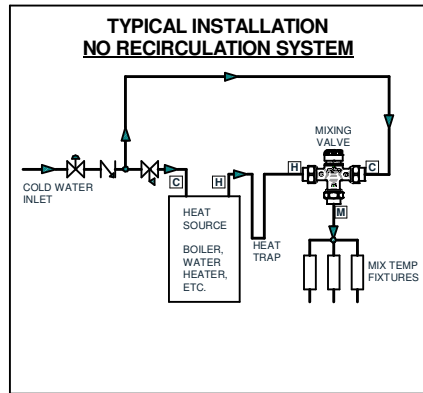 TYPICAL INSTALLATION
NO RECIRCULATION SYSTEM
MIXING
VALVE
H
C
C
H
COLD WATER
INLET
M
HEAT
SOURCE
BOILER,
WATER
HEATER,
ETC.
HEAT
TRAP
MIX TEMP
FIXTURES